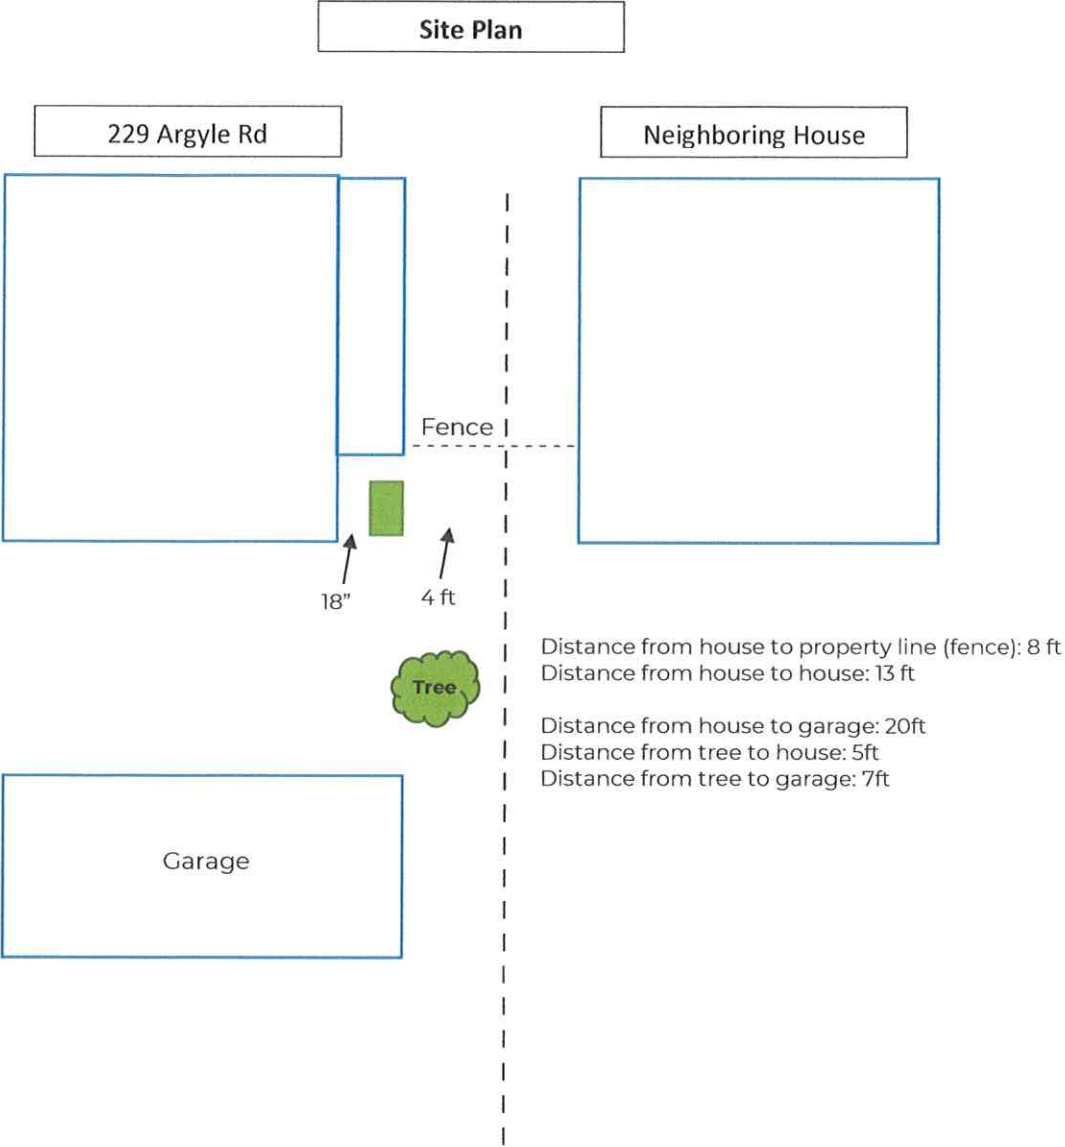 Site Plan
229 Argyle Rd
Neighboring House
Fence
18”
4 ft
Tree
Distance from house to property line (fence): 8 ft
Distance from house to house: 13 ft
Distance from house to garage: 20ft
Distance from tree to house: 5ft
Distance from tree to garage: 7ft
Garage